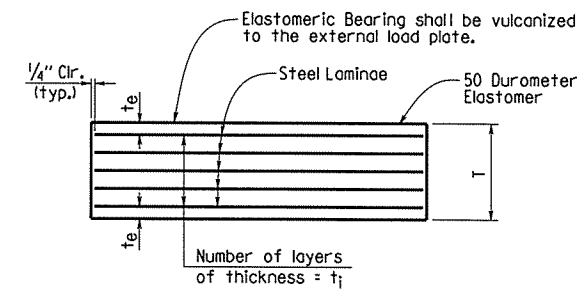 Elastomeric Bearing shall be vulcanized
to the external load plate.
1/4" Clr.
(typ.)
Steel Laminae
50 Durometer
Elastomer
te
T
te
Number of layers
of thickness = ti